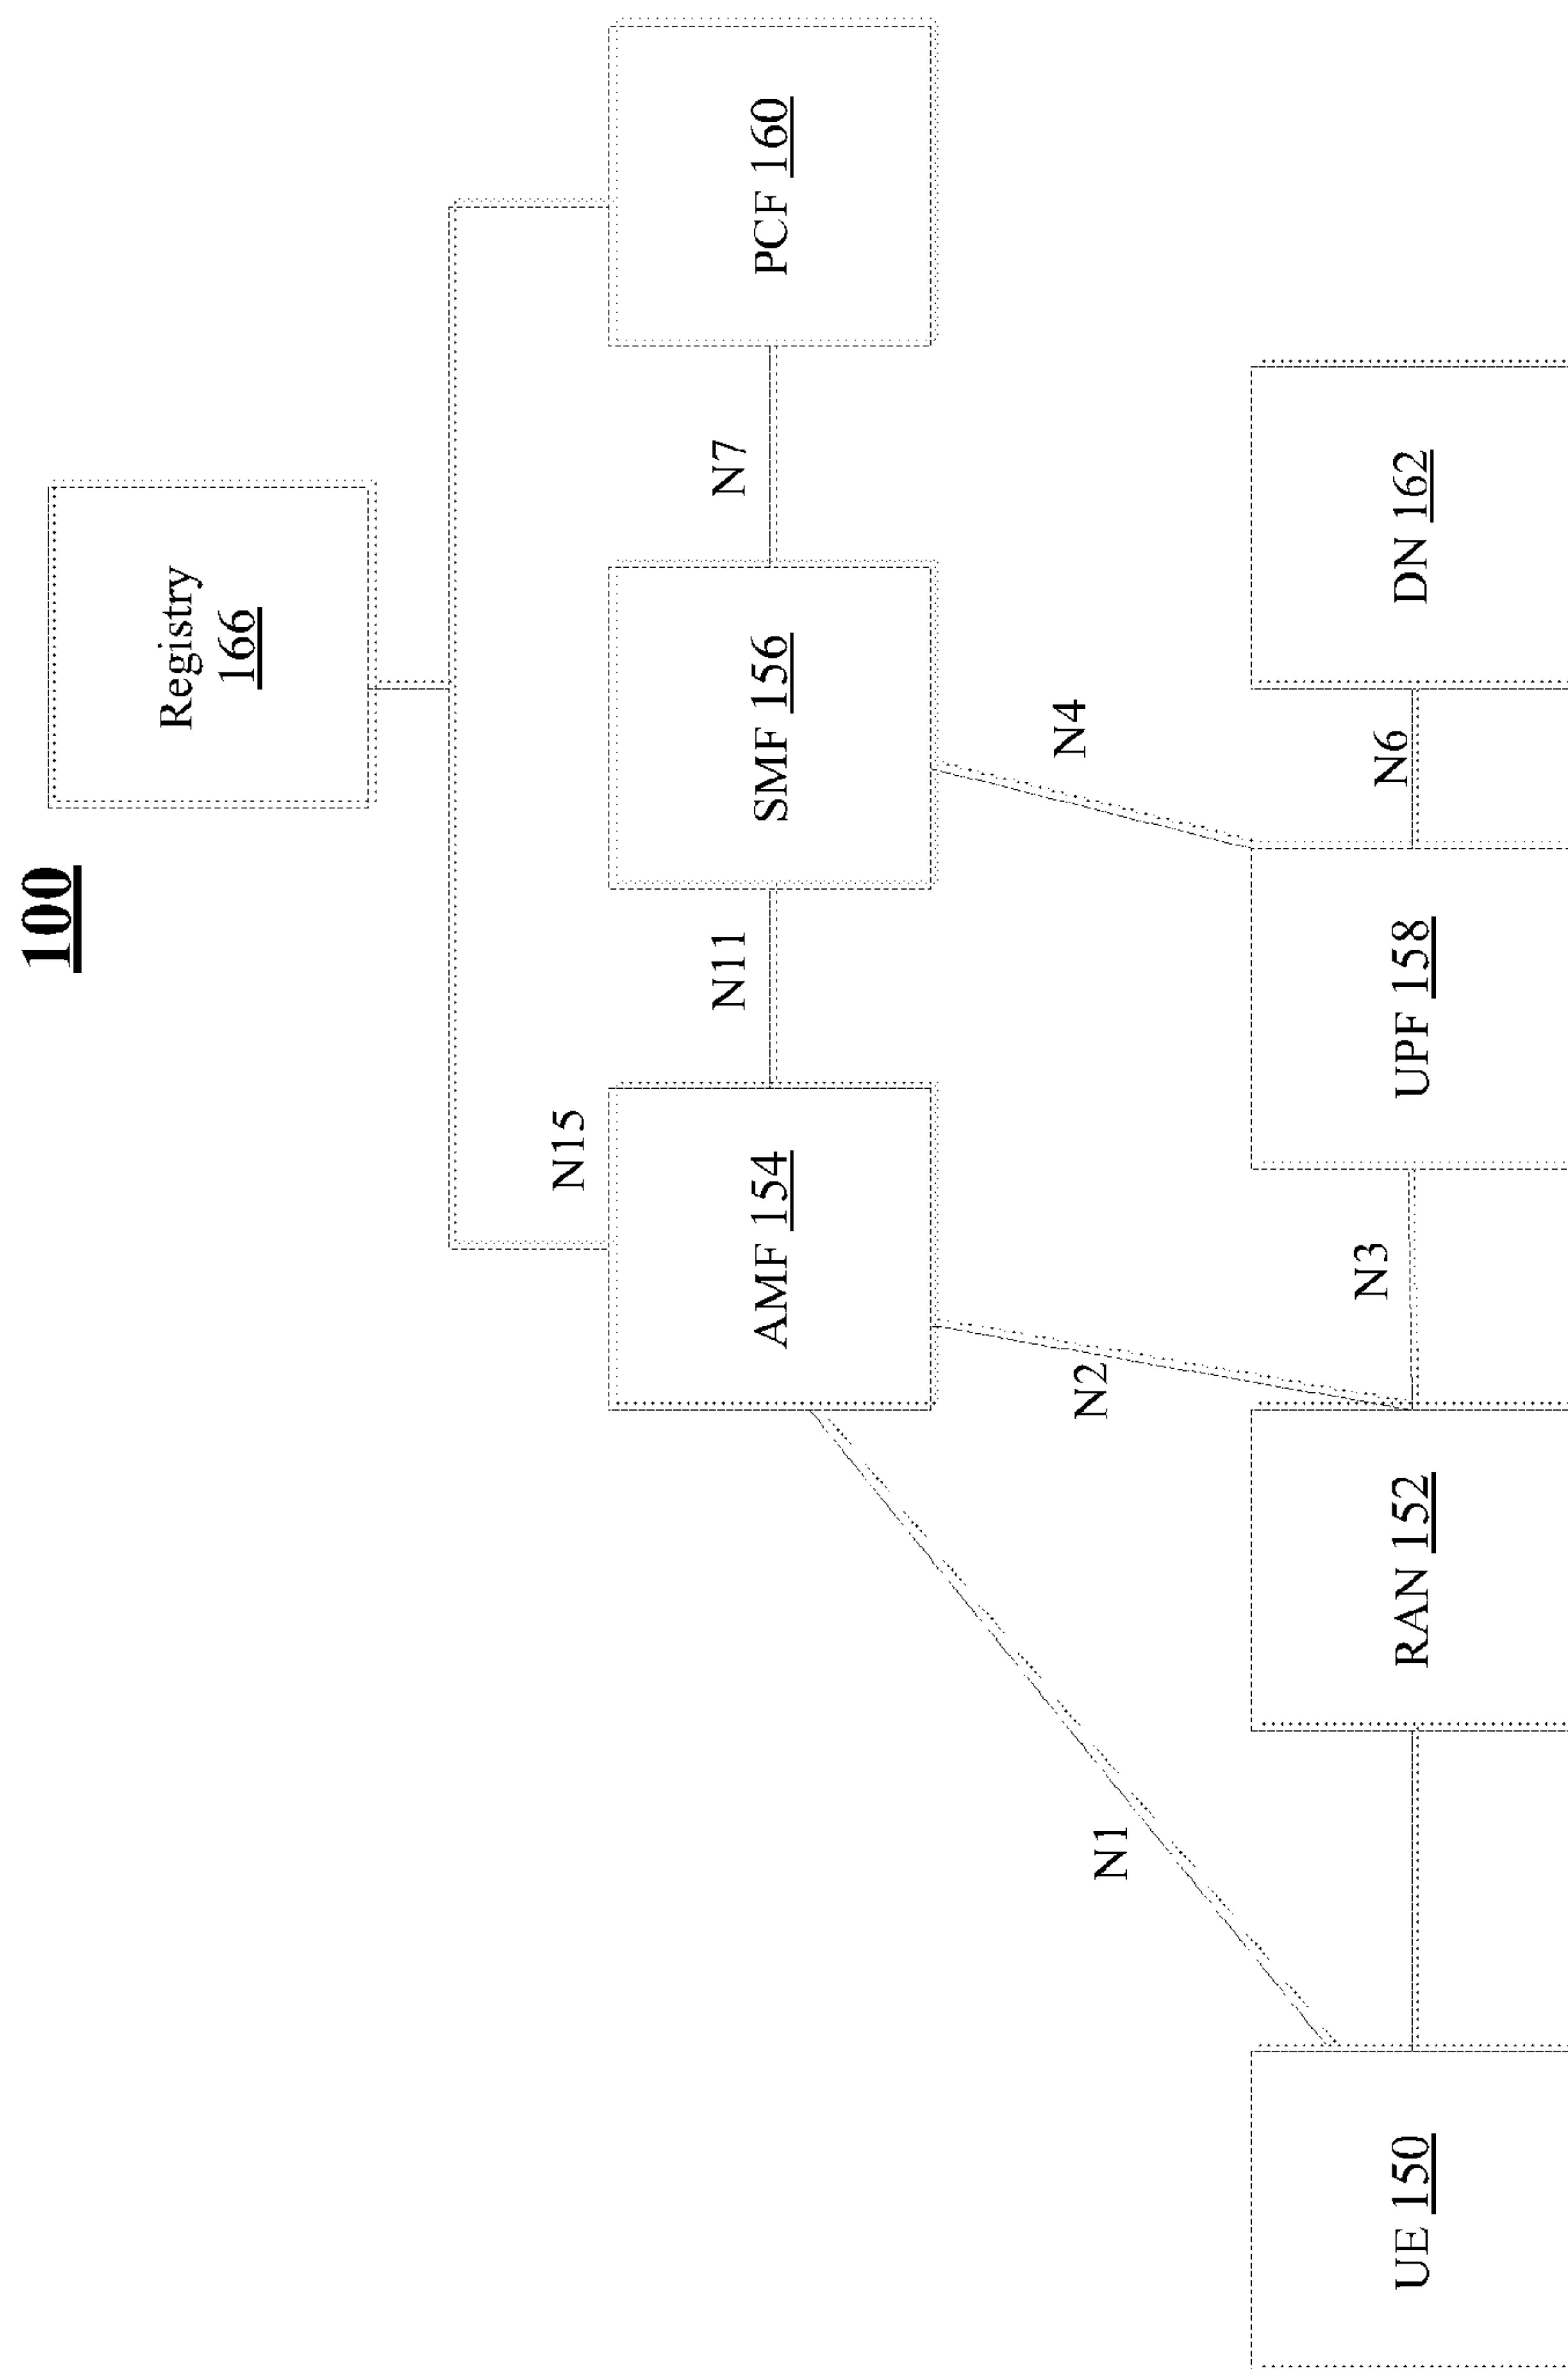 100
Registry
166
N15
AMF 154
N11
SMF 156
N7
PCF 160
N1
N2
N4
UE 150
RAN 152
N3
UPF 158
N6
DN 162